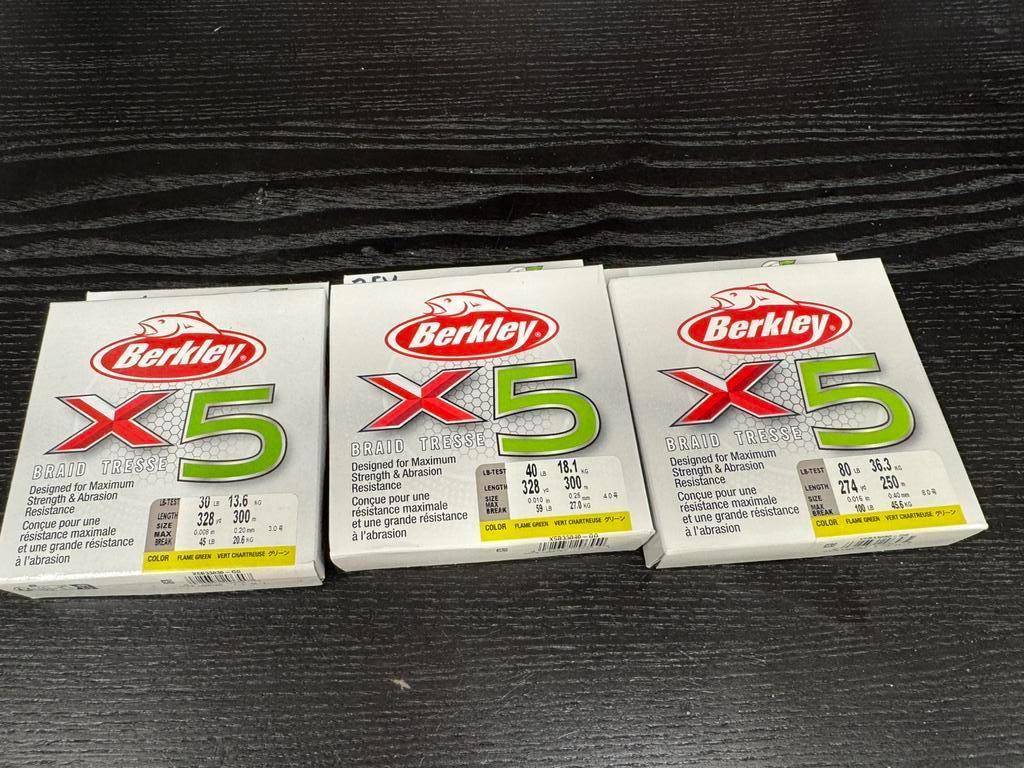 Berkley®
X5
BRAID TRESSE
Designed for Maximum
Strength & Abrasion
Resistance
Conçue pour une
résistance maximale
et une grande résistance
à l'abrasion
LB-TEST 30 LB 13.6 KG
LENGTH 328 yd 300 m
SIZE 0.008 in 0.20 mm 3.0 号
MAX BREAK 45 LB 20.6 KG
COLOR FLAME GREEN VERT CHARTREUSE グリーン
Berkley®
X5
BRAID TRESSE
Designed for Maximum
Strength & Abrasion
Resistance
Conçue pour une
résistance maximale
et une grande résistance
à l'abrasion
LB-TEST 40 LB 18.1 KG
LENGTH 328 yd 300 m
SIZE 0.010 in 0.26 mm 4.0 号
MAX BREAK 59 LB 27.0 KG
COLOR FLAME GREEN VERT CHARTREUSE グリーン
Berkley®
X5
BRAID TRESSE
Designed for Maximum
Strength & Abrasion
Resistance
Conçue pour une
résistance maximale
et une grande résistance
à l'abrasion
LB-TEST 80 LB 36.3 KG
LENGTH 274 yd 250 m
SIZE 0.016 in 0.40 mm 8.0 号
MAX BREAK 100 LB 45.6 KG
COLOR FLAME GREEN VERT CHARTREUSE グリーン